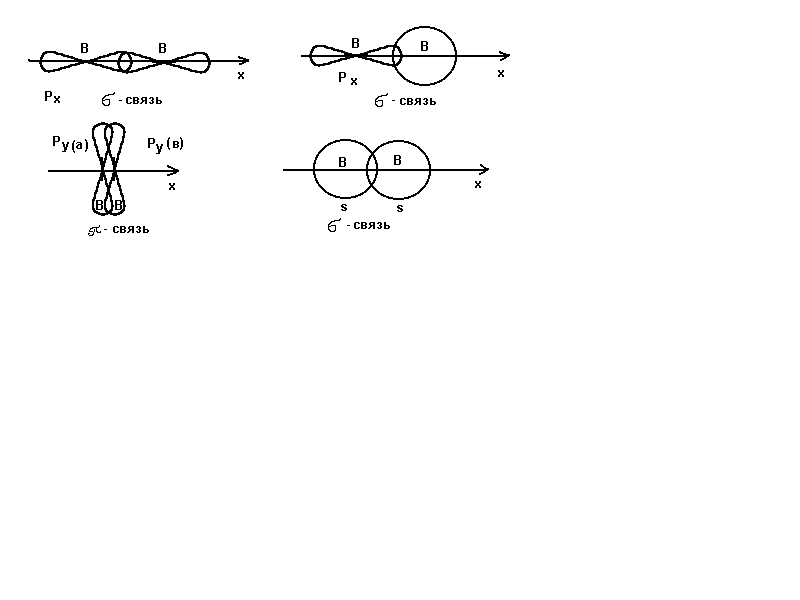 В В
x
Px σ - связь
В В
Px x
σ - связь
Py(а) Py(в)
x
В В
π - связь
В В
x
s s
σ - связь